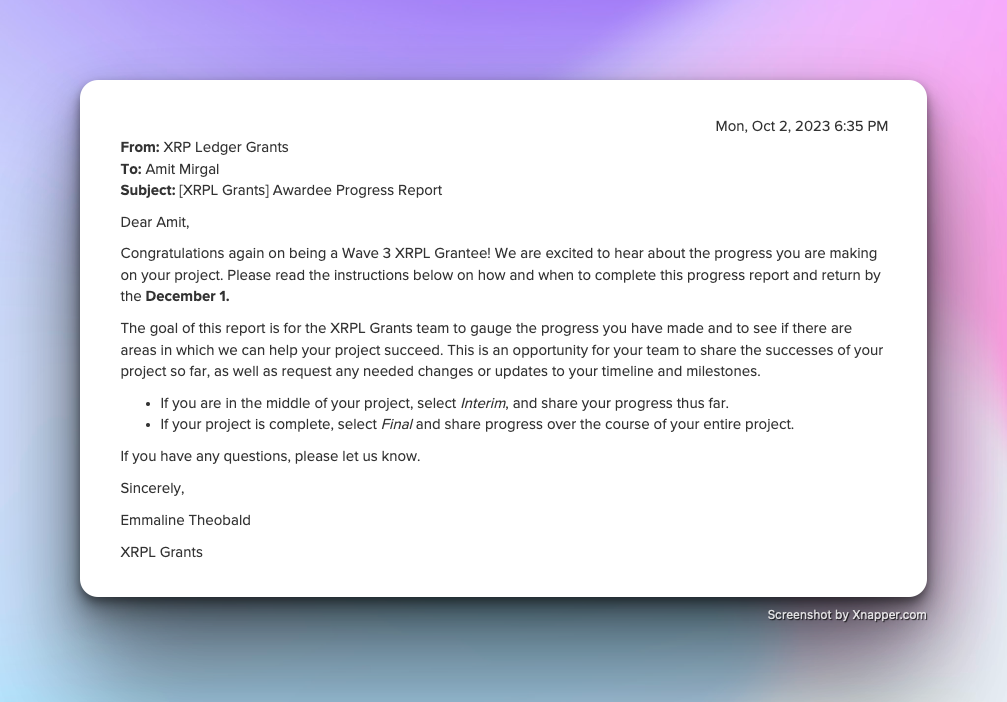 Mon, Oct 2, 2023 6:35 PM
From: XRP Ledger Grants
To: Amit Mirgal
Subject: [XRPL Grants] Awardee Progress Report
Dear Amit,
Congratulations again on being a Wave 3 XRPL Grantee! We are excited to hear about the progress you are making
on your project. Please read the instructions below on how and when to complete this progress report and return by
the December 1.
The goal of this report is for the XRPL Grants team to gauge the progress you have made and to see if there are
areas in which we can help your project succeed. This is an opportunity for your team to share the successes of your
project so far, as well as request any needed changes or updates to your timeline and milestones.
• If you are in the middle of your project, select Interim, and share your progress thus far.
• If your project is complete, select Final and share progress over the course of your entire project.
If you have any questions, please let us know.
Sincerely,
Emmaline Theobald
XRPL Grants
Screenshot by Xnapper.com